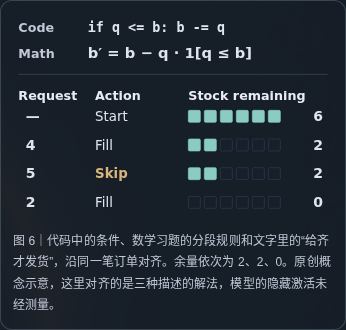 Code if q <= b: b -= q
Math b′ = b − q · 1[q ≤ b]
Request Action Stock remaining
— Start 6
4 Fill 2
5 Skip 2
2 Fill 0
图 6｜代码中的条件、数学习题的分段规则和文字里的“给齐
才发货”，沿同一笔订单对齐。余量依次为 2、2、0。原创概
念示意，这里对齐的是三种描述的解法，模型的隐藏激活未
经测量。